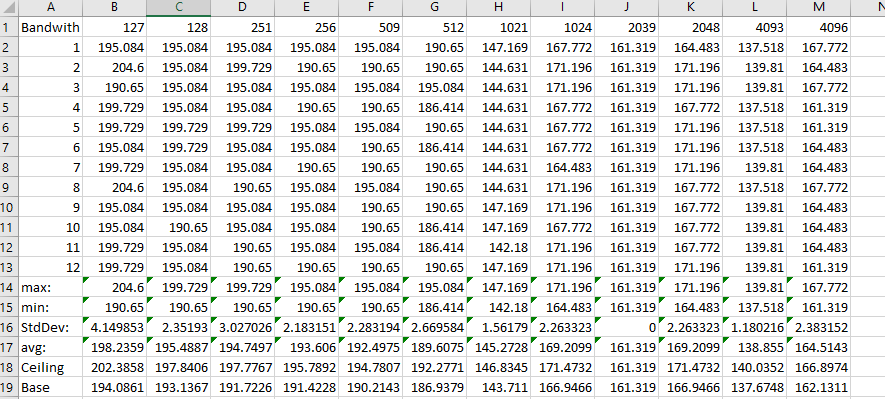 A B C D E F G H I J K L M N
1 Bandwith 127 128 251 256 509 512 1021 1024 2039 2048 4093 4096
2 1 195.084 195.084 195.084 195.084 195.084 190.65 147.169 167.772 161.319 164.483 137.518 167.772
3 2 204.6 195.084 199.729 190.65 190.65 190.65 144.631 171.196 161.319 171.196 139.81 164.483
4 3 190.65 195.084 195.084 195.084 195.084 195.084 144.631 171.196 161.319 171.196 139.81 167.772
5 4 199.729 195.084 195.084 190.65 190.65 186.414 144.631 167.772 161.319 167.772 137.518 161.319
6 5 199.729 199.729 199.729 195.084 195.084 190.65 144.631 167.772 161.319 171.196 137.518 161.319
7 6 195.084 199.729 195.084 195.084 190.65 186.414 144.631 167.772 161.319 171.196 137.518 164.483
8 7 199.729 195.084 195.084 190.65 190.65 190.65 144.631 164.483 161.319 171.196 139.81 164.483
9 8 204.6 195.084 190.65 195.084 195.084 190.65 144.631 171.196 161.319 167.772 137.518 167.772
10 9 195.084 195.084 195.084 195.084 190.65 190.65 147.169 171.196 161.319 167.772 139.81 164.483
11 10 195.084 190.65 195.084 195.084 190.65 186.414 147.169 167.772 161.319 167.772 139.81 164.483
12 11 199.729 195.084 190.65 195.084 195.084 186.414 142.18 171.196 161.319 167.772 139.81 164.483
13 12 199.729 195.084 190.65 190.65 190.65 190.65 147.169 171.196 161.319 171.196 139.81 161.319
14 max: 204.6 199.729 199.729 195.084 195.084 195.084 147.169 171.196 161.319 171.196 139.81 167.772
15 min: 190.65 190.65 190.65 190.65 190.65 186.414 142.18 164.483 161.319 164.483 137.518 161.319
16 StdDev: 4.149853 2.35193 3.027026 2.183151 2.283194 2.669584 1.56179 2.263323 0 2.263323 1.180216 2.383152
17 avg: 198.2359 195.4887 194.7497 193.606 192.4975 189.6075 145.2728 169.2099 161.319 169.2099 138.855 164.5143
18 Ceiling 202.3858 197.8406 197.7767 195.7892 194.7807 192.2771 146.8345 171.4732 161.319 171.4732 140.0352 166.8974
19 Base 194.0861 193.1367 191.7226 191.4228 190.2143 186.9379 143.711 166.9466 161.319 166.9466 137.6748 162.1311